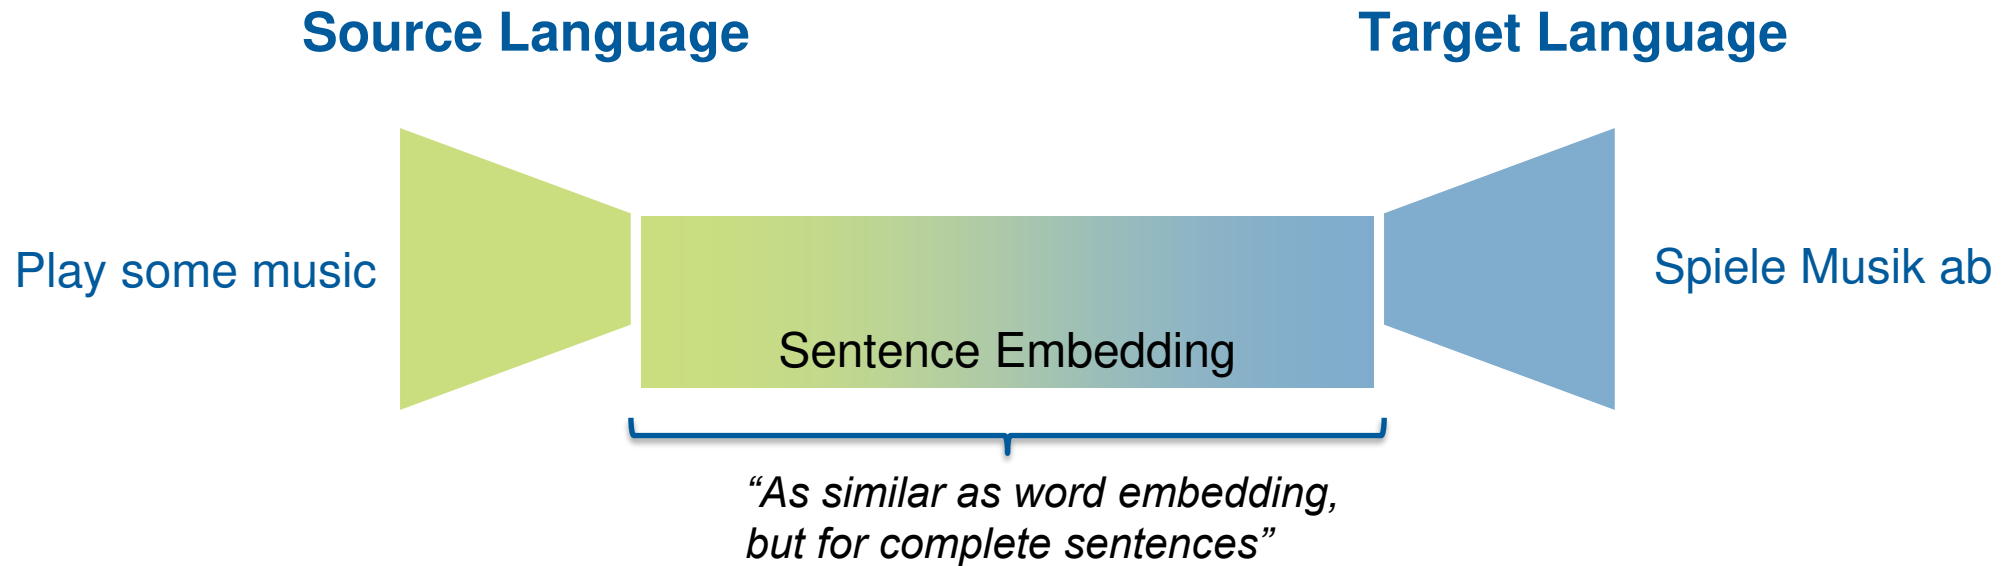 Source Language
Target Language
Play some music
Sentence Embedding
Spiele Musik ab
“As similar as word embedding,
but for complete sentences”